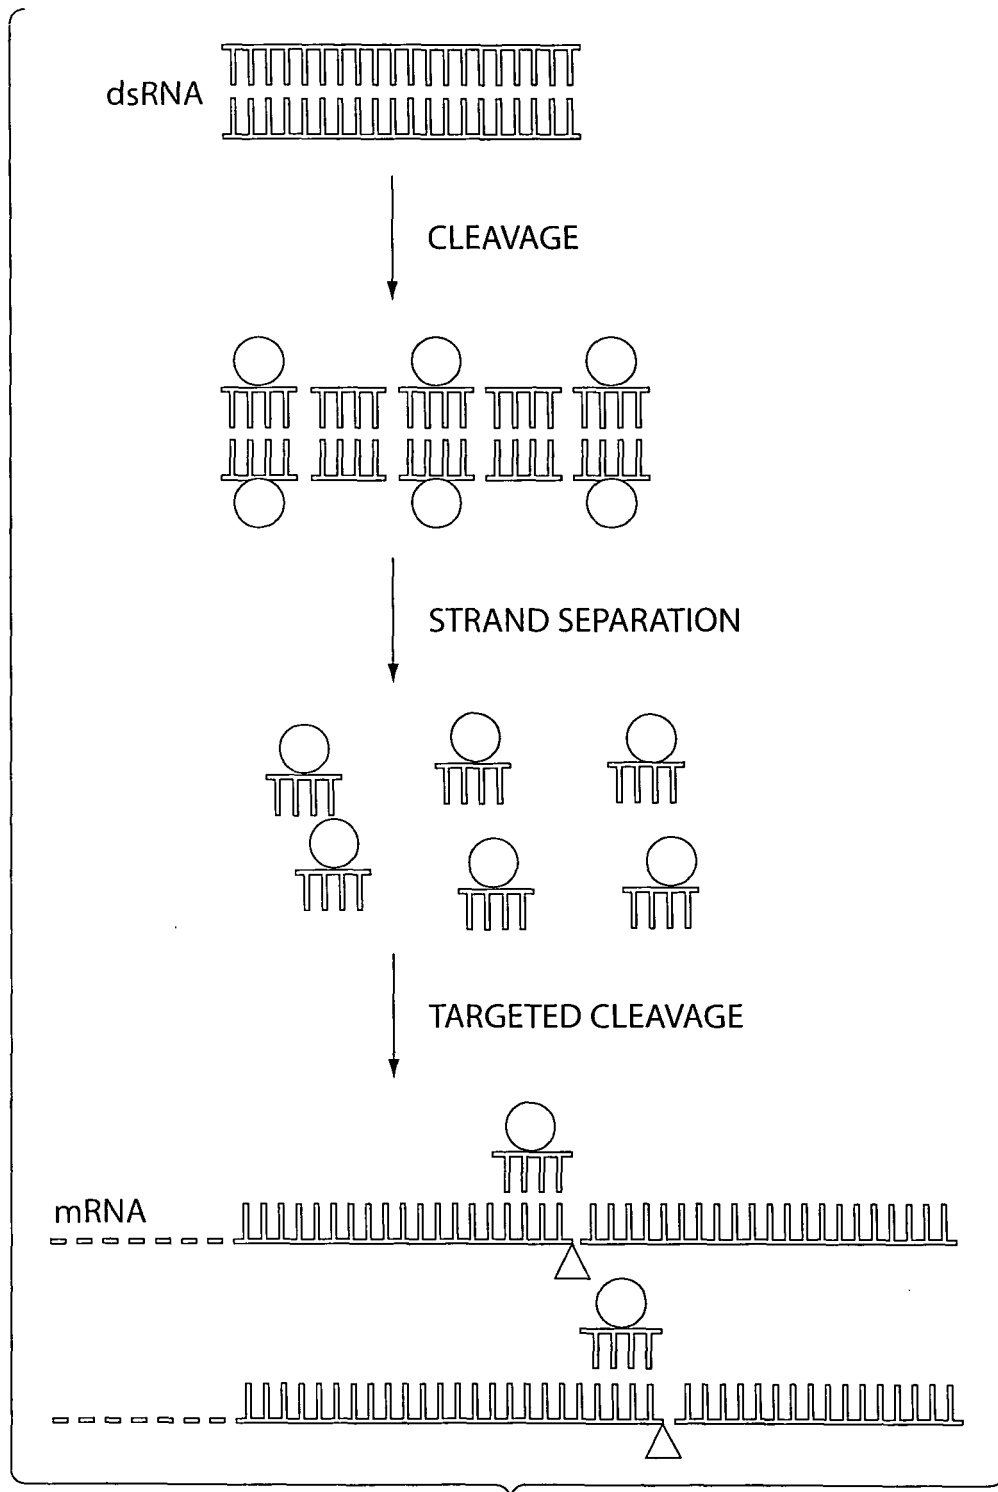 dsRNA
CLEAVAGE
STRAND SEPARATION
TARGETED CLEAVAGE
mRNA